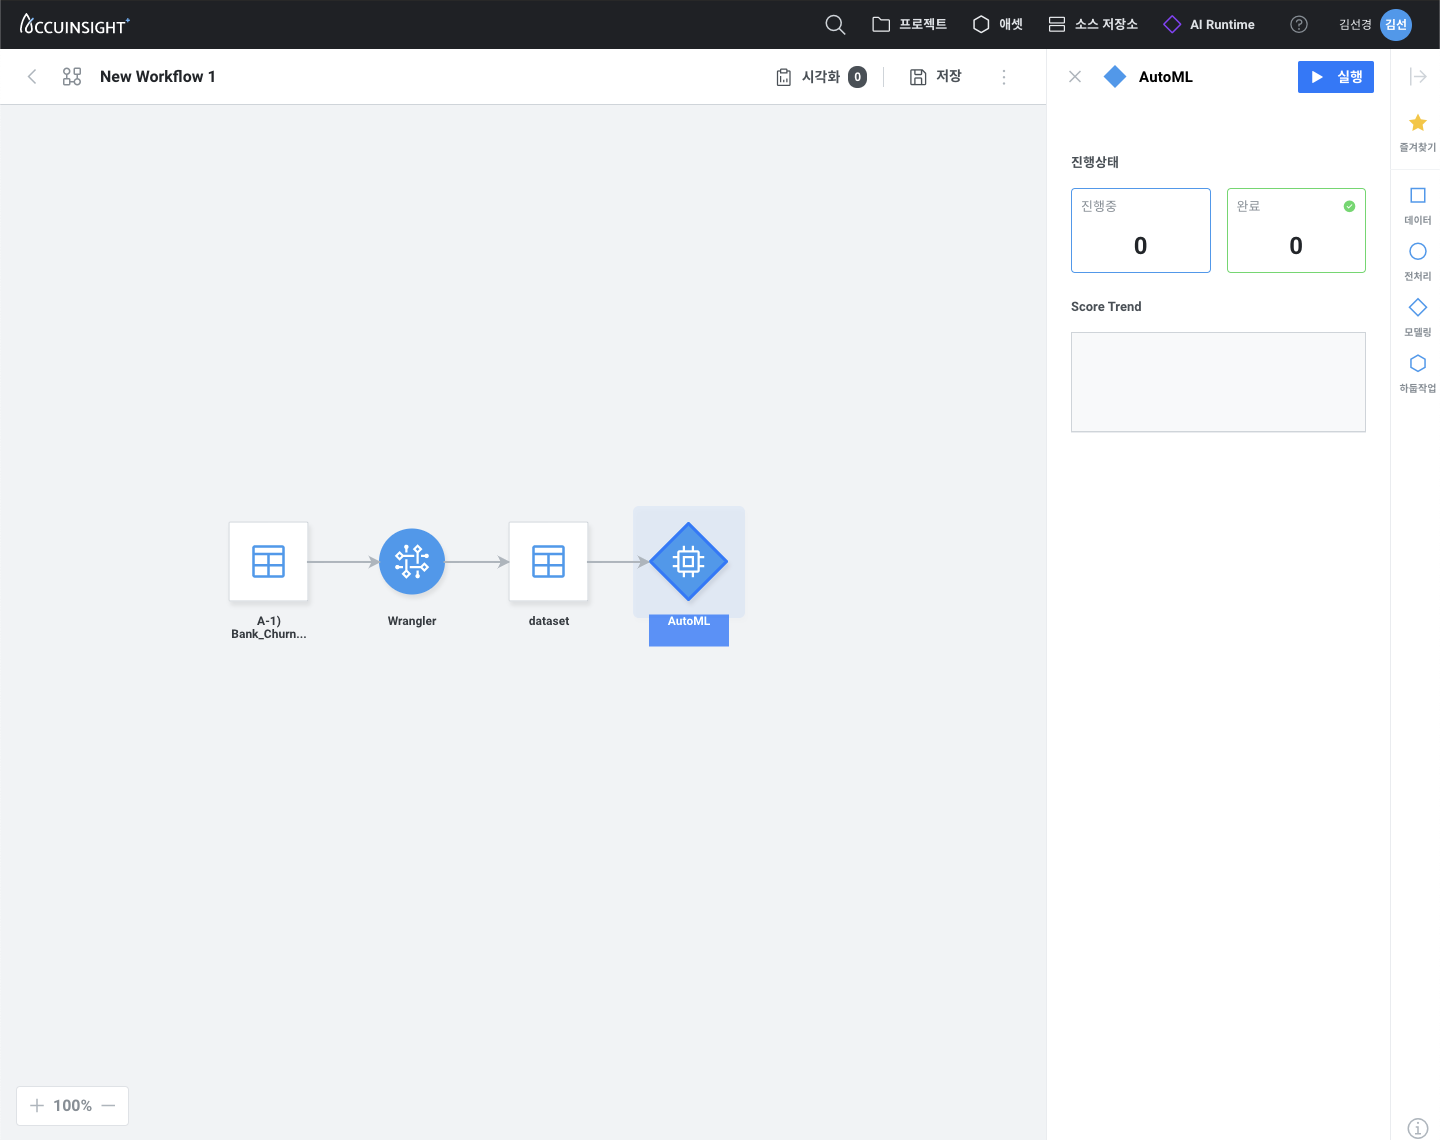 ACCUINSIGHT+
프로젝트
애셋
소스 저장소
AI Runtime
김선경
김선
New Workflow 1
시각화 0
저장
AutoML
실행
진행상태
진행중
0
완료
0
Score Trend
즐겨찾기
데이터
전처리
모델링
하둡작업
A-1)
Bank_Churn...
Wrangler
dataset
AutoML
100%